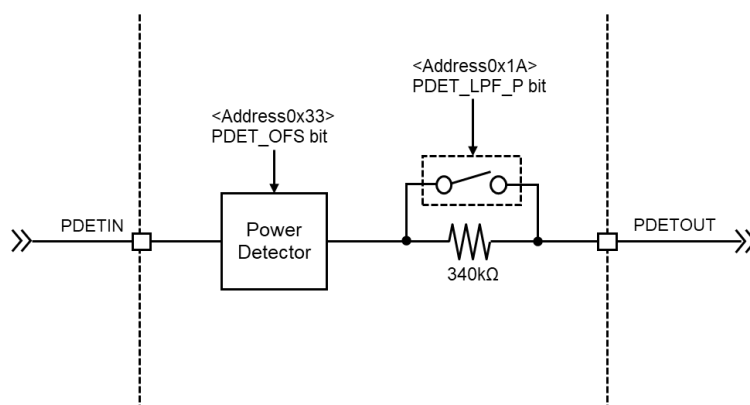 <Address0x1A>
PDET_LPF_P bit
<Address0x33>
PDET_OFS bit
PDETIN
Power
Detector
340kΩ
PDETOUT